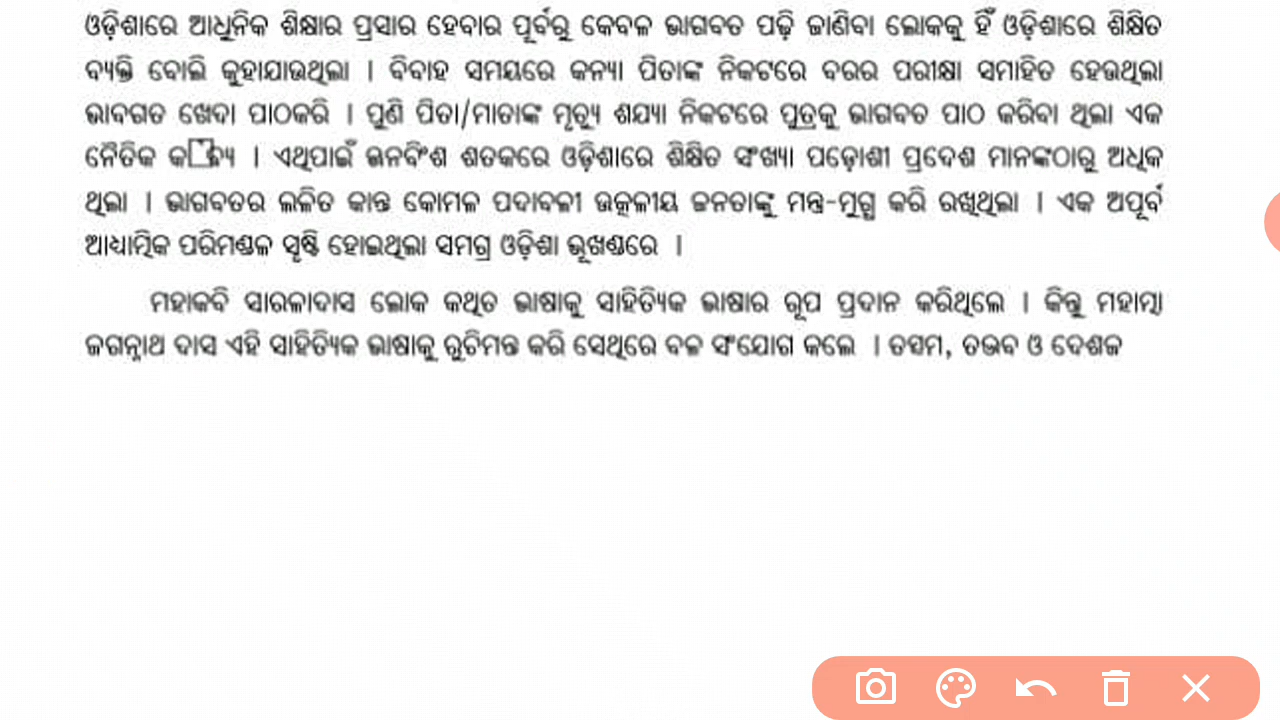 ଓଡ଼ିଶାରେ ଆଧୁନିକ ଶିକ୍ଷାର ପ୍ରସାର ହେବାର ପୂର୍ବରୁ କେବଳ ଭାଗବତ ପଢ଼ି ଜାଣିବା ଲୋକକୁ ହିଁ ଓଡ଼ିଶାରେ ଶିକ୍ଷିତ
ବ୍ୟକ୍ତି ବୋଲି କୁହାଯାଉଥିଲା । ବିବାହ ସମୟରେ କନ୍ୟା ପିତାଙ୍କ ନିକଟରେ ବରର ପରୀକ୍ଷା ସମାହିତ ହେଉଥିଲା
ଭାବଗତ ଖେଦା ପାଠକରି । ପୁଣି ପିତା/ମାତାଙ୍କ ମୃତ୍ୟୁ ଶଯ୍ୟା ନିକଟରେ ପୁତ୍ରକୁ ଭାଗବତ ପାଠ କରିବା ଥିଲା ଏକ
ନୈତିକ । ଏଥିପାଇଁ ଊନବିଂଶ ଶତକରେ ଓଡ଼ିଶାରେ ଶିକ୍ଷିତ ସଂଖ୍ୟା ପଡ଼ୋଶୀ ପ୍ରଦେଶ ମାନଙ୍କଠାରୁ ଅଧିକ
ଥିଲା । ଭାଗବତର ଲଳିତ କାନ୍ତ କୋମଳ ପଦାବଳୀ ଉତ୍କଳୀୟ ଜନତାଙ୍କୁ ମନ୍ତ୍ର-ମୁଗ୍ଧ କରି ରଖିଥିଲା । ଏକ ଅପୂର୍ବ
ଆଧ୍ୟାତ୍ମିକ ପରିମଣ୍ଡଳ ସୃଷ୍ଟି ହୋଇଥିଲା ସମଗ୍ର ଓଡ଼ିଶା ଭୂଖଣ୍ଡରେ ।
ମହାକବି ସାରଳାଦାସ ଲୋକ କଥିତ ଭାଷାକୁ ସାହିତ୍ୟିକ ଭାଷାର ରୂପ ପ୍ରଦାନ କରିଥିଲେ । କିନ୍ତୁ ମହାତ୍ମା
ଜଗନ୍ନାଥ ଦାସ ଏହି ସାହିତ୍ୟିକ ଭାଷାକୁ ରୁଚିମନ୍ତ କରି ସେଥିରେ ବଳ ସଂଯୋଗ କଲେ । ତତ୍ସମ, ତଦ୍ଭବ ଓ ଦେଶଜ